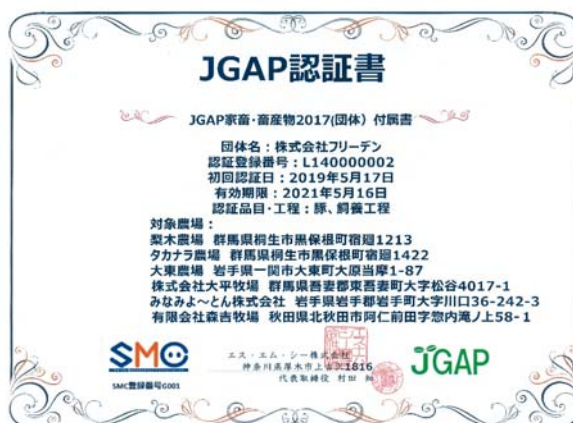 JGAP認証書
JGAP家畜・畜産物2017(団体) 付属書
団体名:株式会社フリーデン
認証登録番号:L140000002
初回認証日:2019年5月17日
有効期限:2021年5月16日
認証品目・工程:豚、飼養工程
対象農場:
梨木農場 群馬県桐生市黒保根町宿廻1213
タカナラ農場 群馬県桐生市黒保根町宿廻1422
大東農場 岩手県一関市大東町大原当摩1-87
株式会社大平牧場 群馬県吾妻郡東吾妻町大字松谷4017-1
みなみよ~とん株式会社 岩手県岩手郡岩手町大字川口36-242-3
有限会社森吉牧場 秋田県北秋田市阿仁前田字惣内滝ノ上58-1
SMC
SMC登録番号G001
エス・エム・シー株式会社
神奈川県厚木市上古沢1816
代表取締役 村田
JGAP